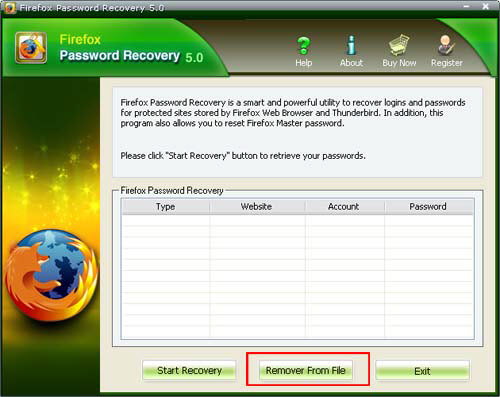 Firefox Password Recovery 5.0
Firefox
Password Recovery 5.0
Help
About
Buy Now
Register
Firefox Password Recovery is a smart and powerful utility to recover logins and passwords
for protected sites stored by Firefox Web Browser and Thunderbird. In addition, this
program also allows you to reset Firefox Master password.
Please click "Start Recovery" button to retrieve your passwords.
Firefox Password Recovery
Type Website Account Password
Start Recovery
Remover From File
Exit